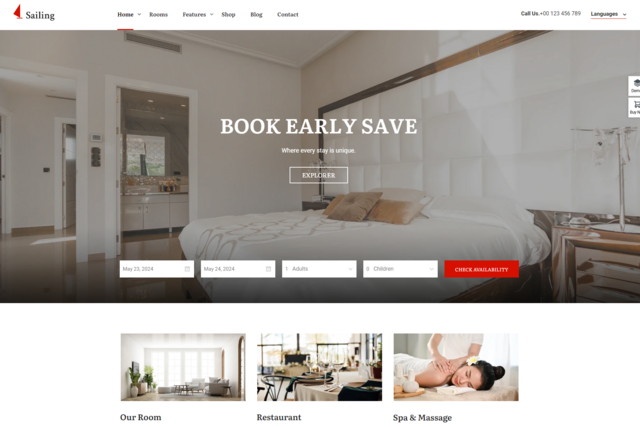 Sailing
Home
Rooms
Features
Shop
Blog
Contact
Call Us.+00 123 456 789
Languages
BOOK EARLY SAVE
Where every stay is unique.
EXPLORER
May 23, 2024
May 24, 2024
1 Adults
0 Children
CHECK AVAILABILITY
Our Room
Restaurant
Spa & Massage